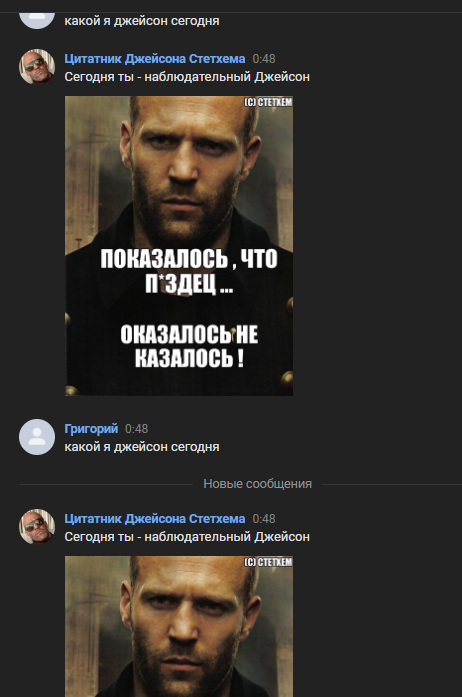 какой я джейсон сегодня
Цитатник Джейсона Стетхема 0:48
Сегодня ты - наблюдательный Джейсон
(С) СТЕТХЕМ
ПОКАЗАЛОСЬ , ЧТО
П*ЗДЕЦ ...
ОКАЗАЛОСЬ НЕ
КАЗАЛОСЬ !
Григорий 0:48
какой я джейсон сегодня
Новые сообщения
Цитатник Джейсона Стетхема 0:48
Сегодня ты - наблюдательный Джейсон
(С) СТЕТХЕМ